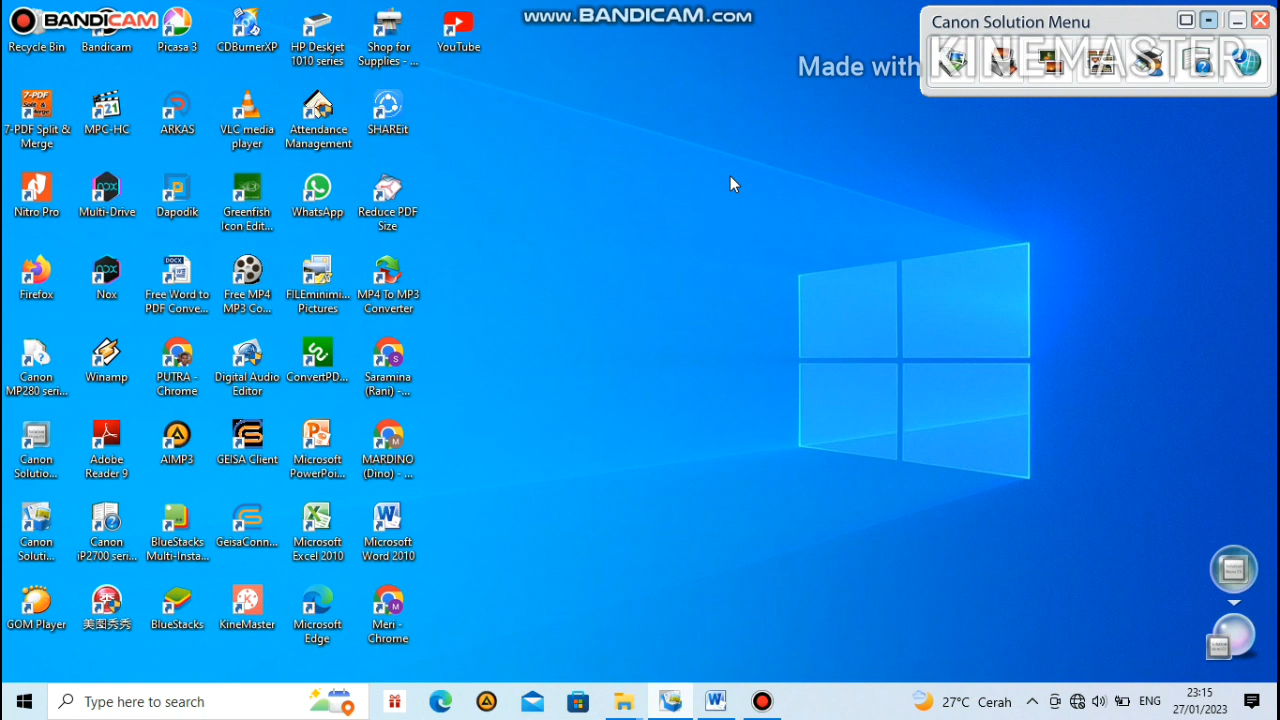 BANDICAM
www.BANDICAM.com
Made with KINEMASTER
Canon Solution Menu
Recycle Bin
Bandicam
Picasa 3
CDBurnerXP
HP Deskjet
1010 series
Shop for
Supplies - ...
YouTube
7-PDF Split &
Merge
MPC-HC
ARKAS
VLC media
player
Attendance
Management
SHAREit
Nitro Pro
Multi-Drive
Dapodik
Greenfish
Icon Edit...
WhatsApp
Reduce PDF
Size
Firefox
Nox
Free Word to
PDF Conve...
Free MP4
MP3 Co...
FILEminimi...
Pictures
MP4 To MP3
Converter
Canon
MP280 seri...
Winamp
PUTRA -
Chrome
Digital Audio
Editor
ConvertPD...
Saramina
(Rani) -...
Canon
Solutio...
Adobe
Reader 9
AIMP3
GEISA Client
Microsoft
PowerPoi...
MARDINO
(Dino) - ...
Canon
Soluti...
Canon
iP2700 seri...
BlueStacks
Multi-Insta...
GeisaConn...
Microsoft
Excel 2010
Microsoft
Word 2010
GOM Player
美图秀秀
BlueStacks
KineMaster
Microsoft
Edge
Meri -
Chrome
Type here to search
27°C Cerah
ENG
23:15
27/01/2023